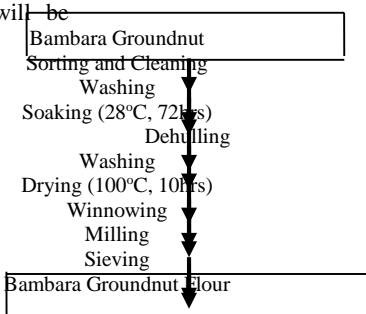 will be
Bambara Groundnut
Sorting and Cleaning
Washing
Soaking (28°C, 72hrs)
Dehulling
Washing
Drying (100°C, 10hrs)
Winnowing
Milling
Sieving
Bambara Groundnut Flour